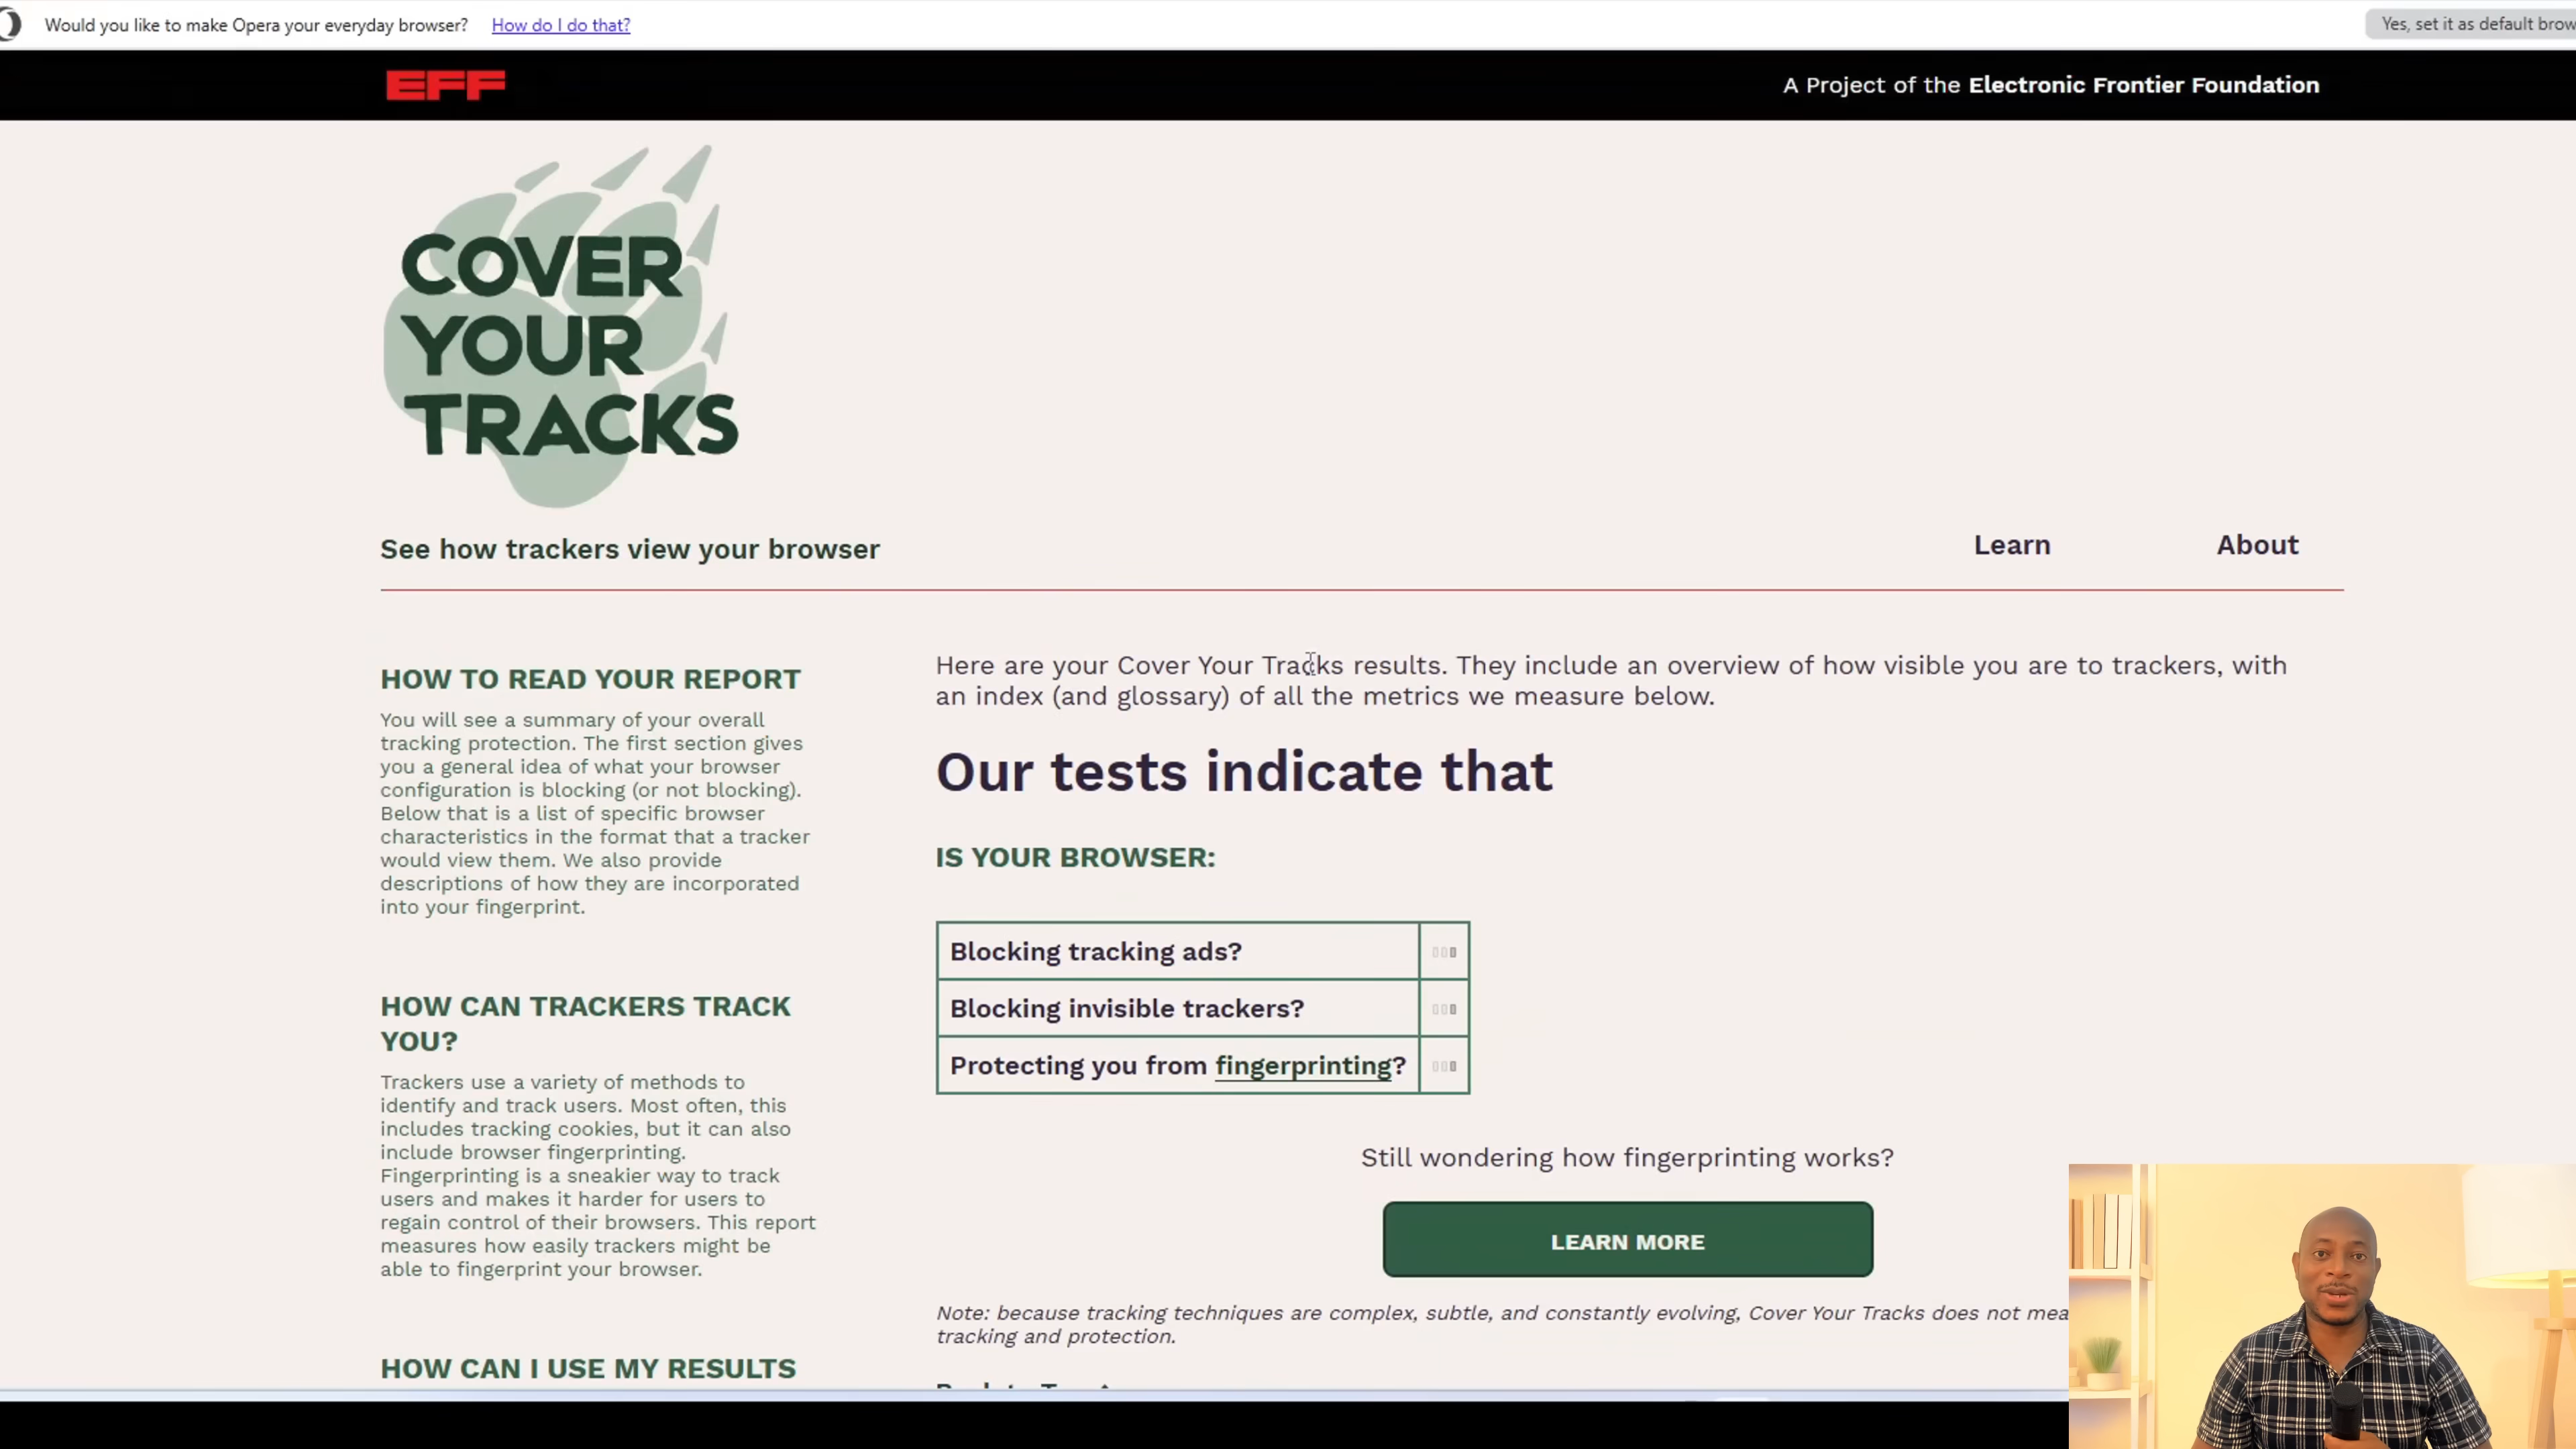 Would you like to make Opera your everyday browser? How do I do that? Yes, set it as default
EFF A Project of the Electronic Frontier Foundation
COVER
YOUR
TRACKS
See how trackers view your browser
Learn About
HOW TO READ YOUR REPORT
You will see a summary of your overall
tracking protection. The first section gives
you a general idea of what your browser
configuration is blocking (or not blocking).
Below that is a list of specific browser
characteristics in the format that a tracker
would view them. We also provide
descriptions of how they are incorporated
into your fingerprint.
HOW CAN TRACKERS TRACK
YOU?
Trackers use a variety of methods to
identify and track users. Most often, this
includes tracking cookies, but it can also
include browser fingerprinting.
Fingerprinting is a sneakier way to track
users and makes it harder for users to
regain control of their browsers. This report
measures how easily trackers might be
able to fingerprint your browser.
HOW CAN I USE MY RESULTS
Here are your Cover Your Tracks results. They include an overview of how visible you are to trackers, with
an index (and glossary) of all the metrics we measure below.
Our tests indicate that
IS YOUR BROWSER:
Blocking tracking ads?
Blocking invisible trackers?
Protecting you from fingerprinting?
Still wondering how fingerprinting works?
LEARN MORE
Note: because tracking techniques are complex, subtle, and constantly evolving, Cover Your Tracks does not
tracking and protection.